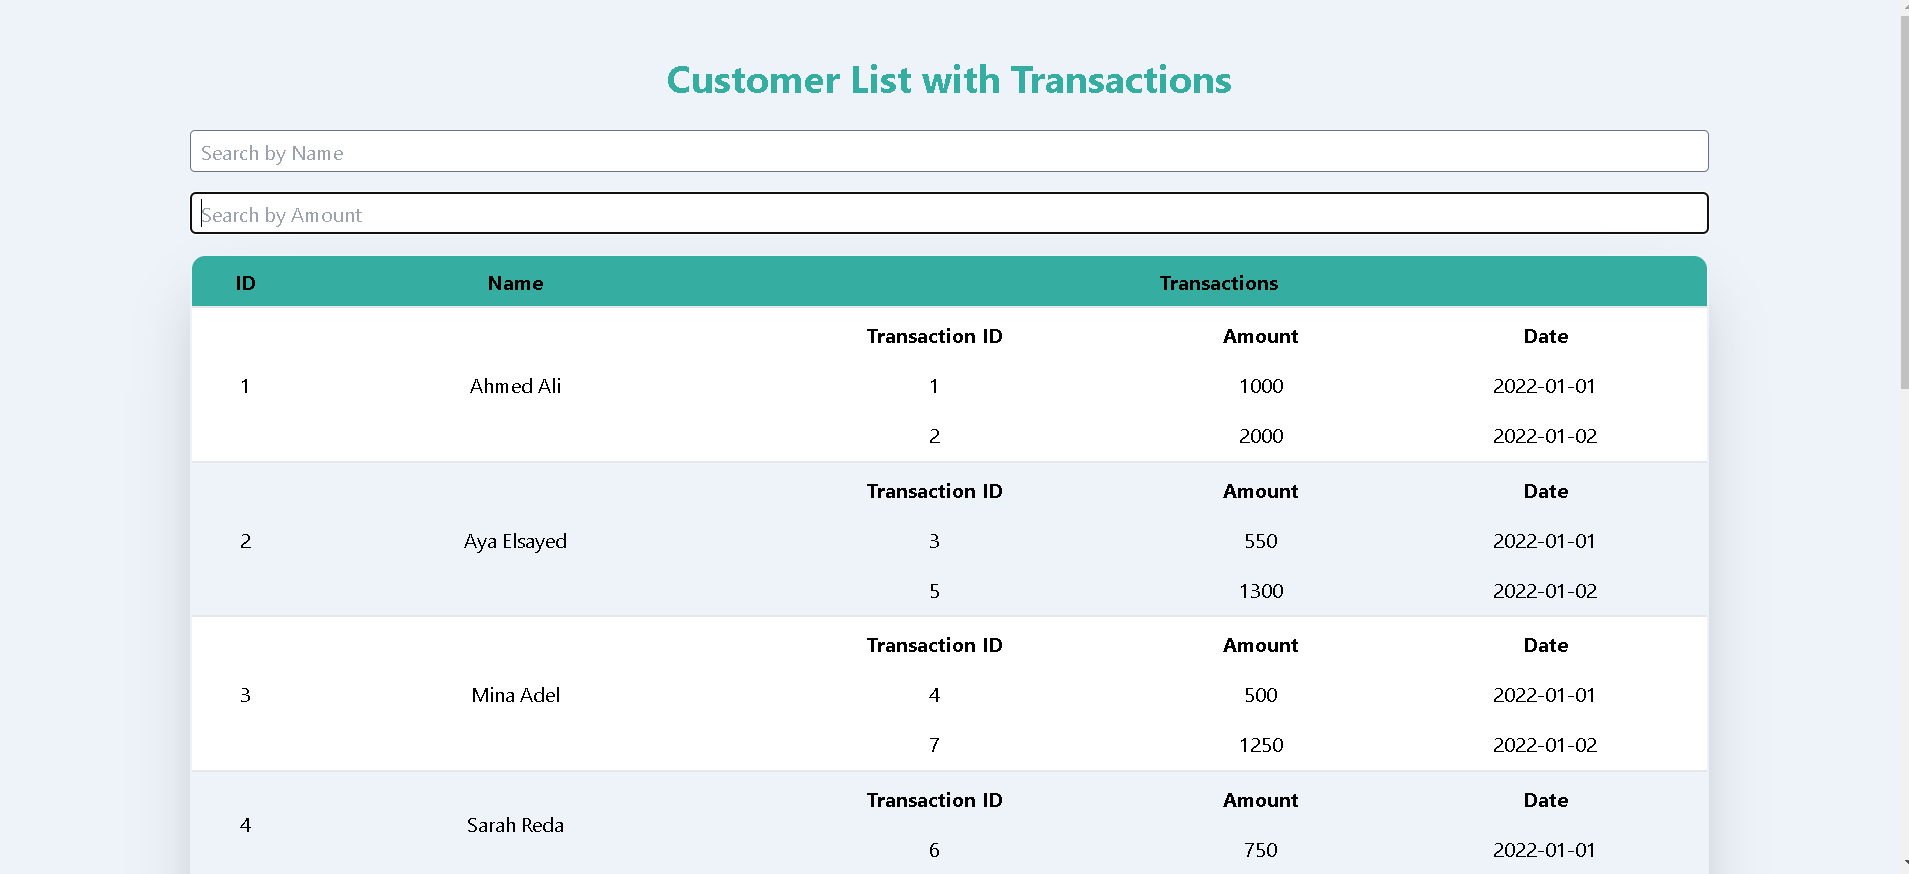 Customer List with Transactions
Search by Name
Search by Amount
ID Name Transactions
Transaction ID Amount Date
1 Ahmed Ali 1 1000 2022-01-01
2 2000 2022-01-02
Transaction ID Amount Date
2 Aya Elsayed 3 550 2022-01-01
5 1300 2022-01-02
Transaction ID Amount Date
3 Mina Adel 4 500 2022-01-01
7 1250 2022-01-02
Transaction ID Amount Date
4 Sarah Reda
6 750 2022-01-01